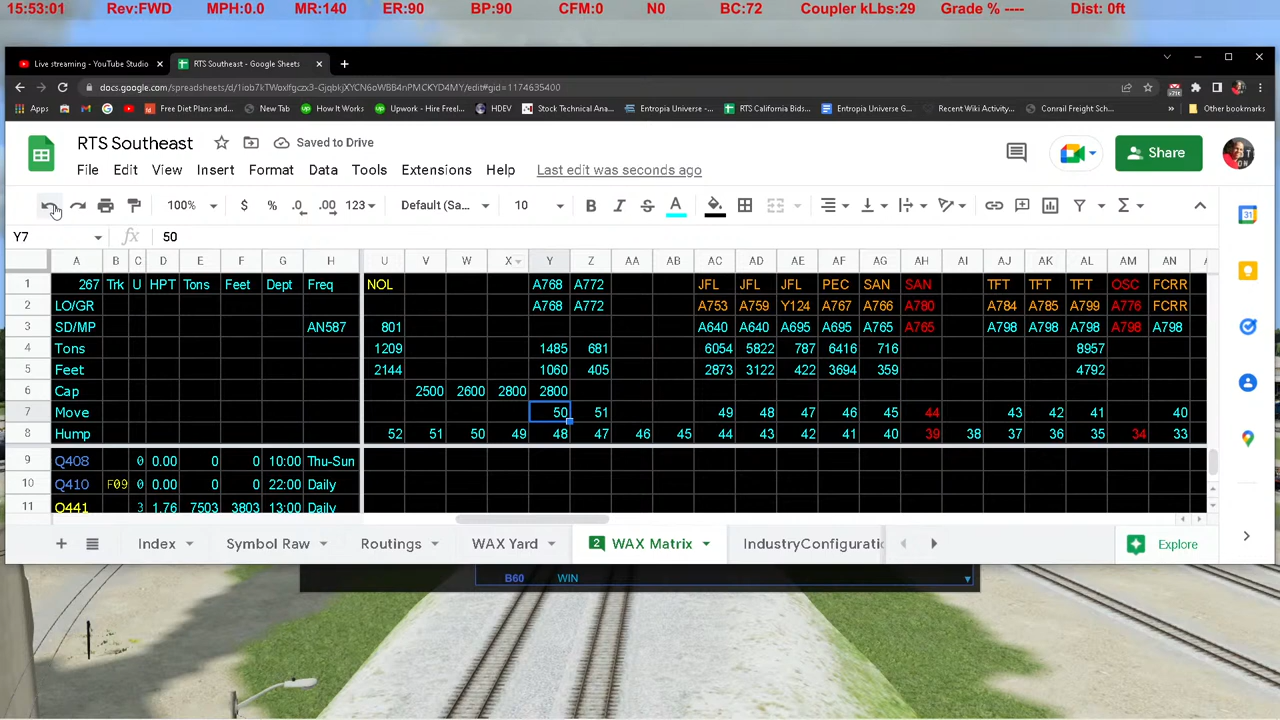 15:53:01 Rev:FWD MPH:0.0 MR:140 ER:90 BP:90 CFM:0 N0 BC:72 Coupler kLbs:29 Grade % ---- Dist: 0ft
Live streaming - YouTube Studio RTS Southeast - Google Sheets
Apps Free Diet Plans and... New Tab How It Works Upwork - Hire Freel... HDEV Stock Technical Ana... Entropia Universe -... RTS California Bids... Entropia Universe G... Recent Wiki Activity... Conrail Freight Sch... » Other bookmarks
RTS Southeast Saved to Drive
Share
File Edit View Insert Format Data Tools Extensions Help Last edit was seconds ago
100% $ % .0 .00 123 Default (Sa... 10 B I S A
Y7 fx 50
A B C D E F G H U V W X Y Z AA AB AC AD AE AF AG AH AI AJ AK AL AM AN
1 267 Trk U HPT Tons Feet Dept Freq NOL A768 A772 JFL JFL JFL PEC SAN SAN TFT TFT TFT OSC FCRR
2 LO/GR A768 A772 A753 A759 Y124 A767 A766 A780 A784 A785 A799 A776 FCRR
3 SD/MP AN587 801 A640 A640 A695 A695 A765 A765 A798 A798 A798 A798 A798
4 Tons 1209 1485 681 6054 5822 787 6416 716 8957
5 Feet 2144 1060 405 2873 3122 422 3694 359 4792
6 Cap 2500 2600 2800 2800
7 Move 50 51 49 48 47 46 45 44 43 42 41 40
8 Hump 52 51 50 49 48 47 46 45 44 43 42 41 40 39 38 37 36 35 34 33
9 Q408 0 0.00 0 0 10:00 Thu-Sun
10 Q410 F09 0 0.00 0 0 22:00 Daily
11 Q441 3 1.76 7503 3803 13:00 Daily
+ Index Symbol Raw Routings WAX Yard 2 WAX Matrix IndustryConfigurati Explore
B60 WIN